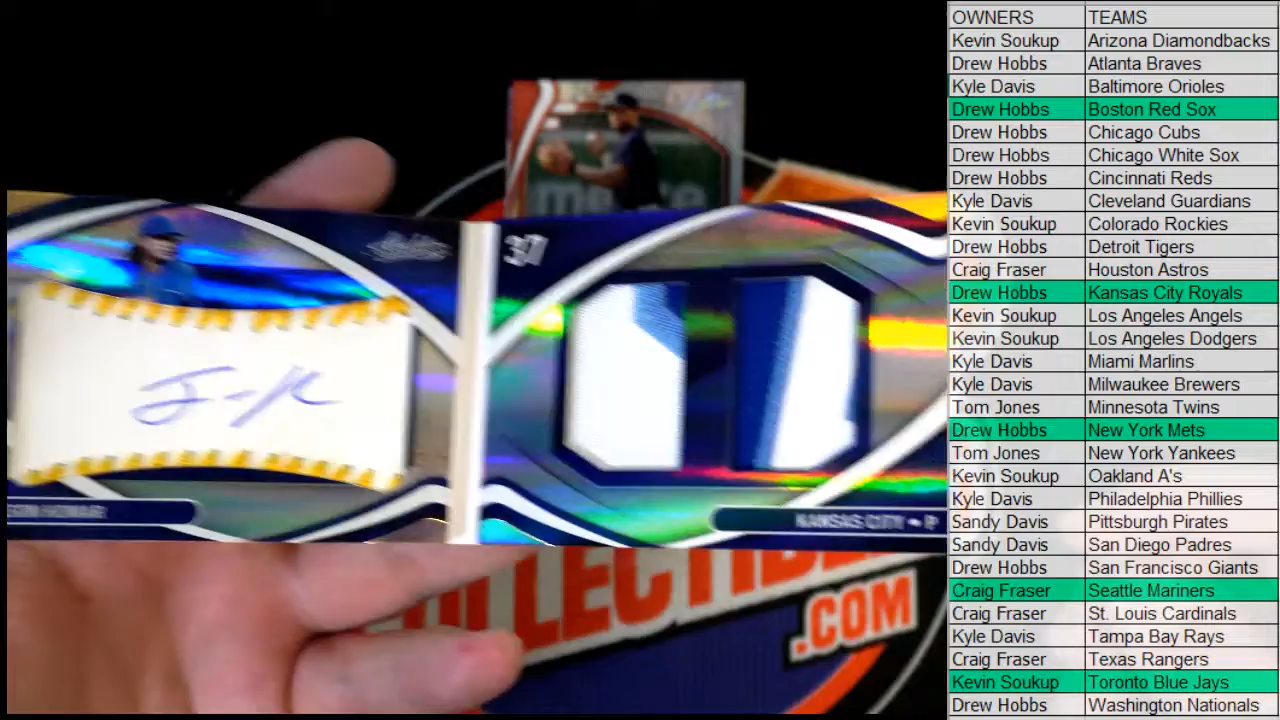 OWNERS TEAMS
Kevin Soukup Arizona Diamondbacks
Drew Hobbs Atlanta Braves
Kyle Davis Baltimore Orioles
Drew Hobbs Boston Red Sox
Drew Hobbs Chicago Cubs
Drew Hobbs Chicago White Sox
Drew Hobbs Cincinnati Reds
Kyle Davis Cleveland Guardians
Kevin Soukup Colorado Rockies
Drew Hobbs Detroit Tigers
Craig Fraser Houston Astros
Drew Hobbs Kansas City Royals
Kevin Soukup Los Angeles Angels
Kevin Soukup Los Angeles Dodgers
Kyle Davis Miami Marlins
Kyle Davis Milwaukee Brewers
Tom Jones Minnesota Twins
Drew Hobbs New York Mets
Tom Jones New York Yankees
Kevin Soukup Oakland A's
Kyle Davis Philadelphia Phillies
Sandy Davis Pittsburgh Pirates
Sandy Davis San Diego Padres
Drew Hobbs San Francisco Giants
Craig Fraser Seattle Mariners
Craig Fraser St. Louis Cardinals
Kyle Davis Tampa Bay Rays
Craig Fraser Texas Rangers
Kevin Soukup Toronto Blue Jays
Drew Hobbs Washington Nationals
37
KANSAS CITY - P
.COM